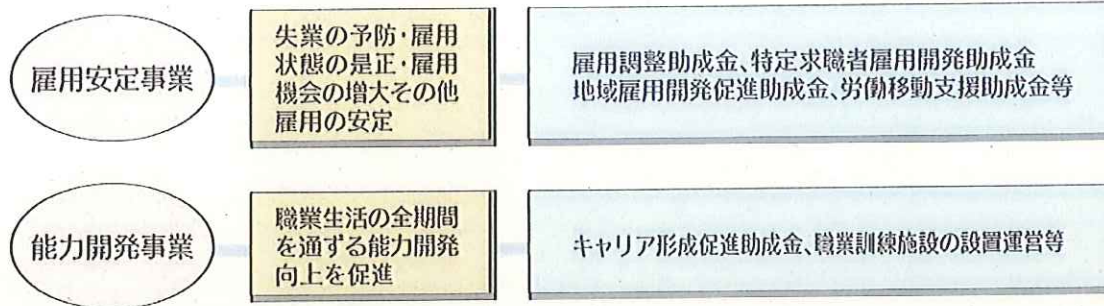 雇用安定事業
失業の予防・雇用
状態の是正・雇用
機会の増大その他
雇用の安定
雇用調整助成金、特定求職者雇用開発助成金
地域雇用開発促進助成金、労働移動支援助成金等
能力開発事業
職業生活の全期間
を通ずる能力開発
向上を促進
キャリア形成促進助成金、職業訓練施設の設置運営等